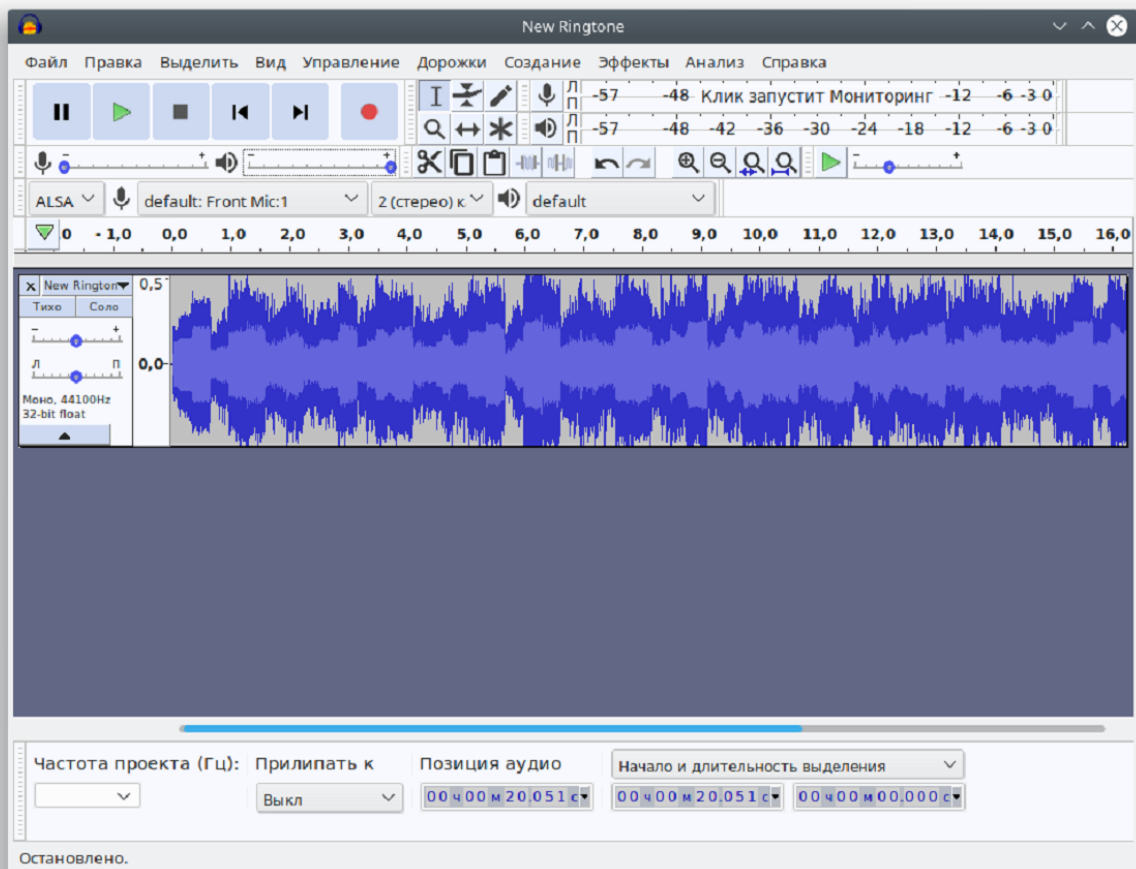 New Ringtone
Файл Правка Выделить Вид Управление Дорожки Создание Эффекты Анализ Справка
Л П -57 -48 Клик запустит Мониторинг -12 -6 -3 0
Л П -57 -48 -42 -36 -30 -24 -18 -12 -6 -3 0
- + - + - +
ALSA default: Front Mic:1 2 (стерео) к default
0 - 1,0 0,0 1,0 2,0 3,0 4,0 5,0 6,0 7,0 8,0 9,0 10,0 11,0 12,0 13,0 14,0 15,0 16,0
x New Rington 0,5
Тихо Соло
- +
Л П 0,0
Моно, 44100Hz
32-bit float
Частота проекта (Гц): Прилипать к Позиция аудио Начало и длительность выделения
Выкл 00 ч 00 м 20.051 с 00 ч 00 м 20.051 с 00 ч 00 м 00.000 с
Остановлено.